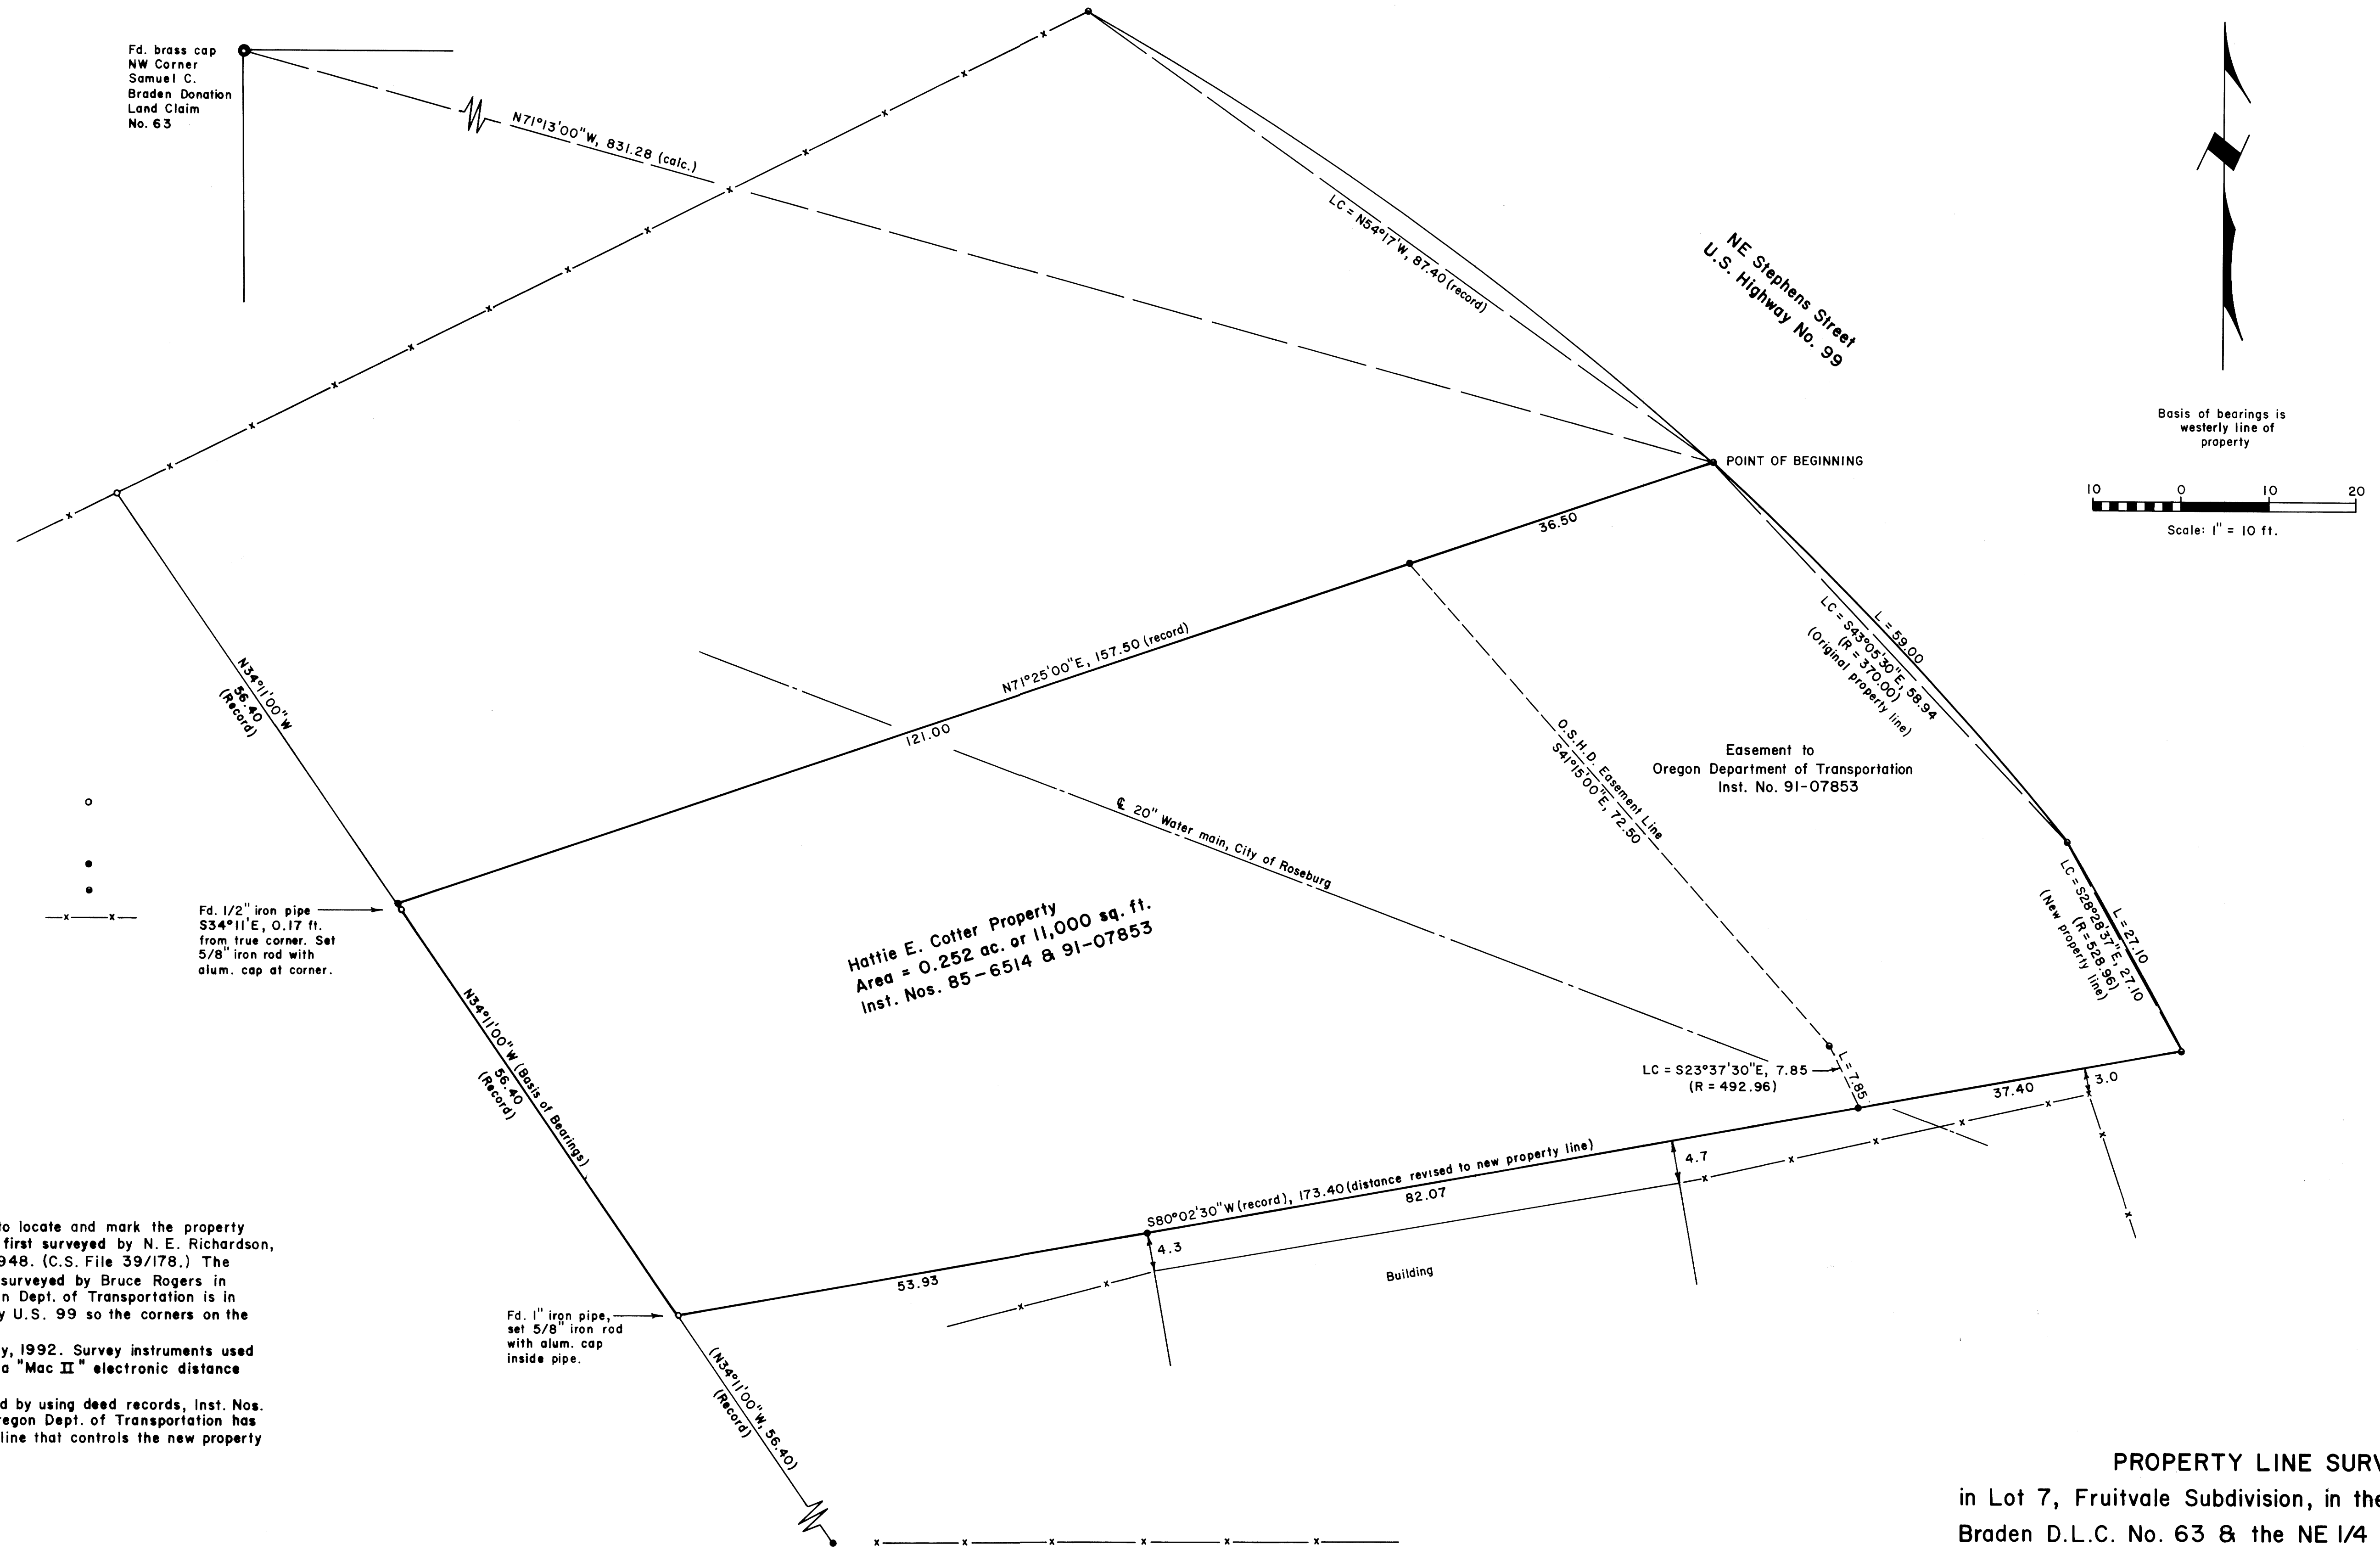 Fd. brass cap
NW Corner
Samuel C.
Braden Donation
Land Claim
No. 63
N71°13'00"W, 831.28 (calc.)
LC = N54°17'W, 87.40 (record)
NE Stephens Street
U.S. Highway No. 99
Basis of bearings is
westerly line of
property
10 0 10 20
Scale: 1" = 10 ft.
POINT OF BEGINNING
36.50
N71°25'00"E, 157.50 (record)
121.00
L = 59.00
LC = S43°05'30"E, 58.94
(R = 370.00)
(Original property line)
N34°11'00"W
56.40
(Record)
O.S.H.D. Easement Line
S41°15'00"E, 72.50
Easement to
Oregon Department of Transportation
Inst. No. 91-07853
℄ 20" Water main, City of Roseburg
Fd. 1/2" iron pipe
S34°11'E, 0.17 ft.
from true corner. Set
5/8" iron rod with
alum. cap at corner.
Hattie E. Cotter Property
Area = 0.252 ac. or 11,000 sq. ft.
Inst. Nos. 85-6514 & 91-07853
L = 27.10
LC = S28°28'37"E, 27.10
(R = 528.96)
(New property line)
N34°11'00"W (Basis of Bearings)
56.40
(Record)
LC = S23°37'30"E, 7.85
(R = 492.96)
L = 7.85
37.40
3.0
S80°02'30"W (record), 173.40 (distance revised to new property line)
82.07
4.7
4.3
53.93
Building
Fd. 1" iron pipe,
set 5/8" iron rod
with alum. cap
inside pipe.
(N34°11'00"W, 56.40)
(Record)
to locate and mark the property
first surveyed by N. E. Richardson,
948. (C.S. File 39/178.) The
surveyed by Bruce Rogers in
n Dept. of Transportation is in
y U.S. 99 so the corners on the
y, 1992. Survey instruments used
a "Mac II" electronic distance
d by using deed records, Inst. Nos.
regon Dept. of Transportation has
line that controls the new property
PROPERTY LINE SURV
in Lot 7, Fruitvale Subdivision, in the
Braden D.L.C. No. 63 & the NE 1/4